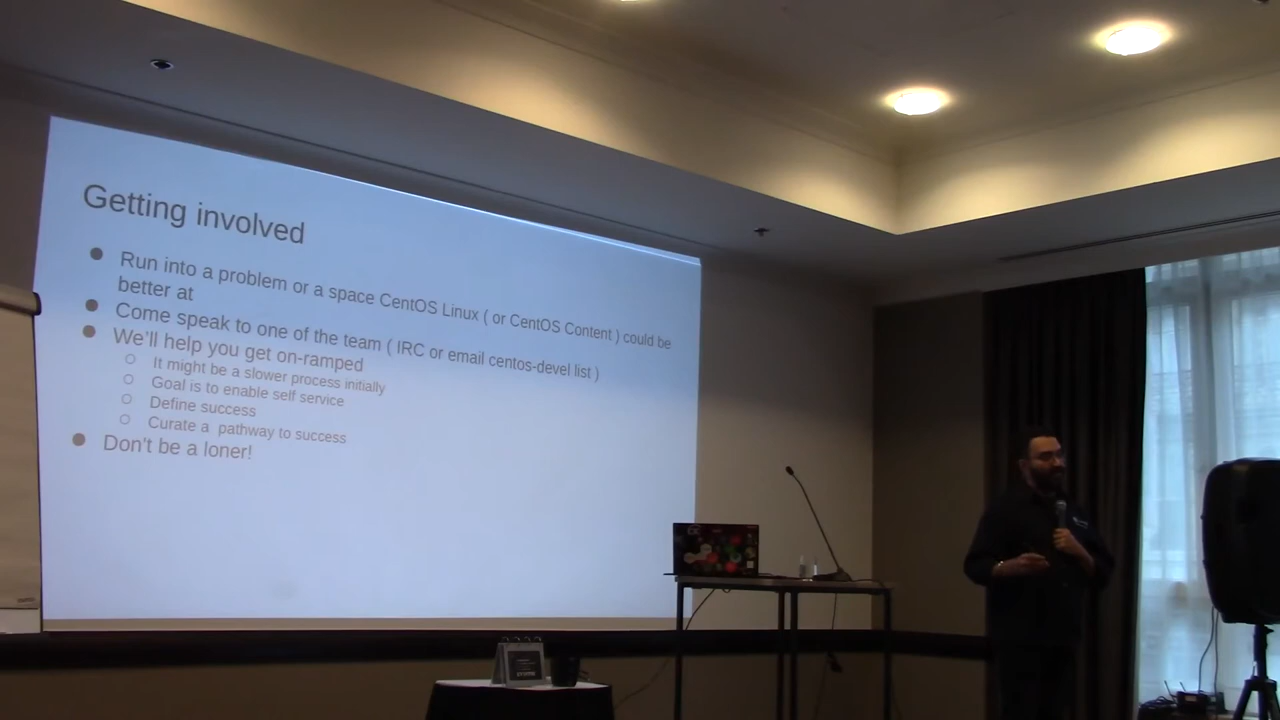 Getting involved
Run into a problem or a space CentOS Linux ( or CentOS Content ) could be
better at
Come speak to one of the team ( IRC or email centos-devel list )
We'll help you get on-ramped
It might be a slower process initially
Goal is to enable self service
Define success
Curate a pathway to success
Don't be a loner!